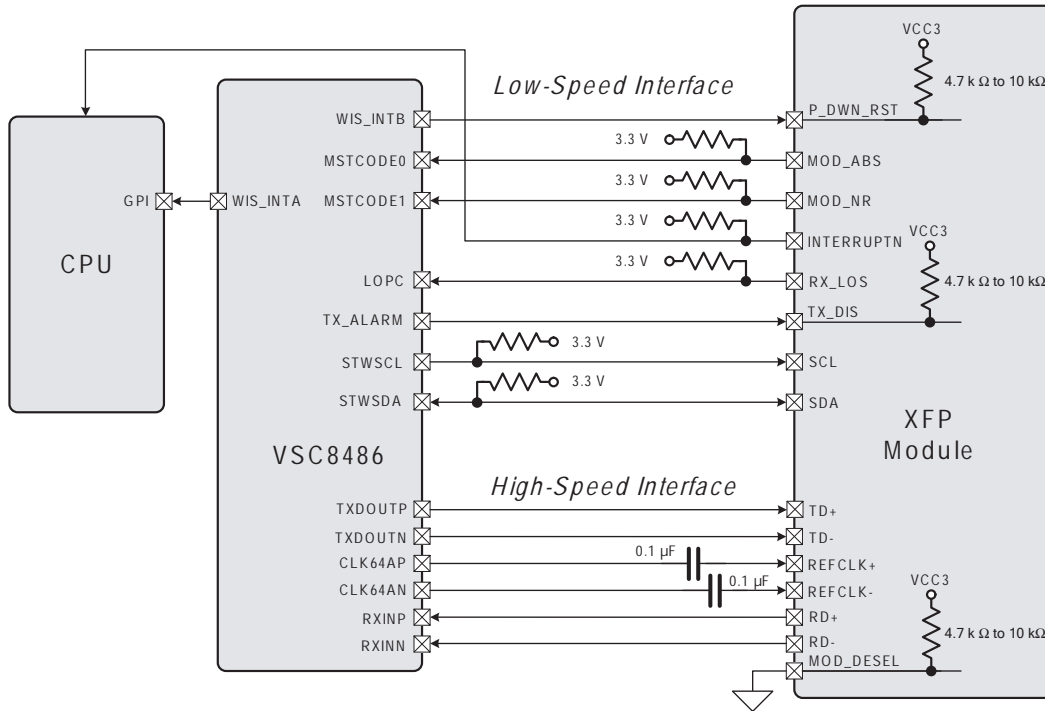 VCC3
4.7 k Ω to 10 kΩ
Low-Speed Interface
WIS_INTB
P_DWN_RST
3.3 V
MSTCODE0
MOD_ABS
3.3 V
GPI
WIS_INTA
MSTCODE1
MOD_NR
3.3 V
VCC3
INTERRUPTN
CPU
3.3 V
4.7 k Ω to 10 kΩ
LOPC
RX_LOS
TX_ALARM
TX_DIS
3.3 V
STWSCL
SCL
3.3 V
STWSDA
SDA
XFP
Module
VSC8486
High-Speed Interface
TXDOUTP
TD+
TXDOUTN
TD-
0.1 µF
CLK64AP
REFCLK+
VCC3
0.1 µF
CLK64AN
REFCLK-
RXINP
RD+
4.7 k Ω to 10 kΩ
RXINN
RD-
MOD_DESEL